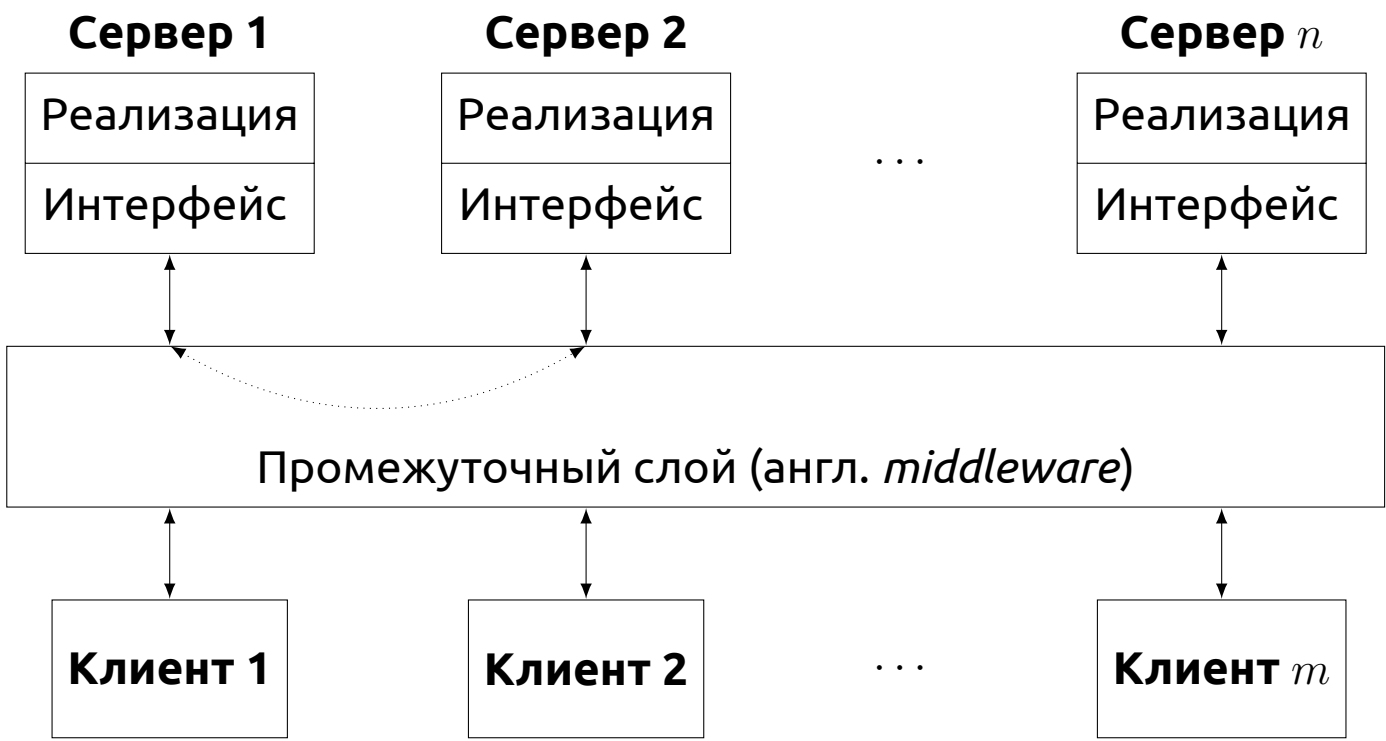 Сервер 1
Сервер 2
Сервер n
Реализация
Реализация
Реализация
. . .
Интерфейс
Интерфейс
Интерфейс
Промежуточный слой (англ. middleware)
Клиент 1
Клиент 2
. . .
Клиент m